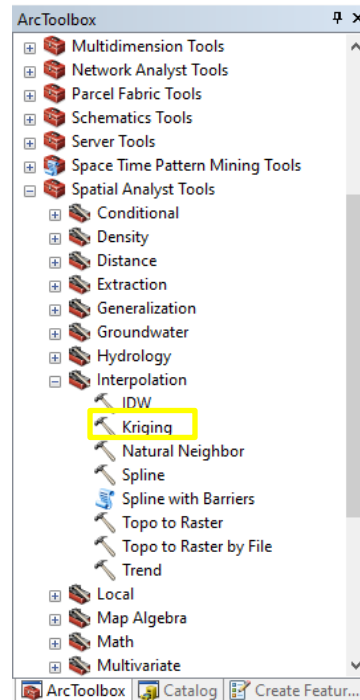 ArcToolbox
Multidimension Tools
Network Analyst Tools
Parcel Fabric Tools
Schematics Tools
Server Tools
Space Time Pattern Mining Tools
Spatial Analyst Tools
Conditional
Density
Distance
Extraction
Generalization
Groundwater
Hydrology
Interpolation
IDW
Kriging
Natural Neighbor
Spline
Spline with Barriers
Topo to Raster
Topo to Raster by File
Trend
Local
Map Algebra
Math
Multivariate
ArcToolbox Catalog Create Featur...